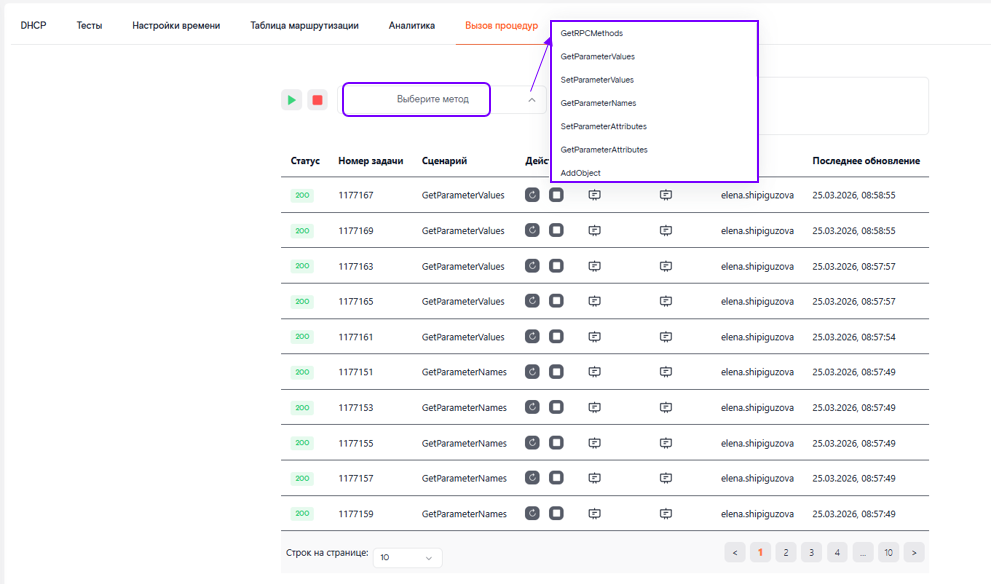 DHCP Тесты Настройки времени Таблица маршрутизации Аналитика Вызов процедур
GetRPCMethods
GetParameterValues
SetParameterValues
GetParameterNames
SetParameterAttributes
GetParameterAttributes
AddObject
Выберите метод
Статус Номер задачи Сценарий Последнее обновление
200 1177167 GetParameterValues elena.shipiguzova 25.03.2026, 08:58:55
200 1177169 GetParameterValues elena.shipiguzova 25.03.2026, 08:58:55
200 1177163 GetParameterValues elena.shipiguzova 25.03.2026, 08:57:57
200 1177165 GetParameterValues elena.shipiguzova 25.03.2026, 08:57:57
200 1177161 GetParameterValues elena.shipiguzova 25.03.2026, 08:57:54
200 1177151 GetParameterNames elena.shipiguzova 25.03.2026, 08:57:49
200 1177153 GetParameterNames elena.shipiguzova 25.03.2026, 08:57:49
200 1177155 GetParameterNames elena.shipiguzova 25.03.2026, 08:57:49
200 1177157 GetParameterNames elena.shipiguzova 25.03.2026, 08:57:49
200 1177159 GetParameterNames elena.shipiguzova 25.03.2026, 08:57:49
Строк на странице: 10 < 1 2 3 4 ... 10 >